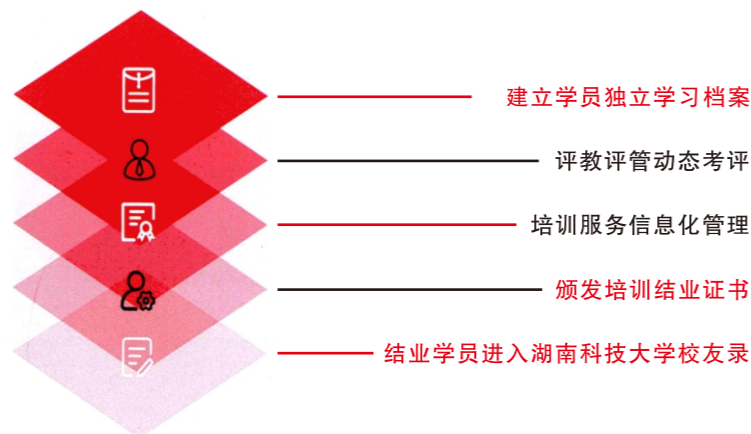 建立学员独立学习档案
评教评管动态考评
培训服务信息化管理
颁发培训结业证书
结业学员进入湖南科技大学校友录